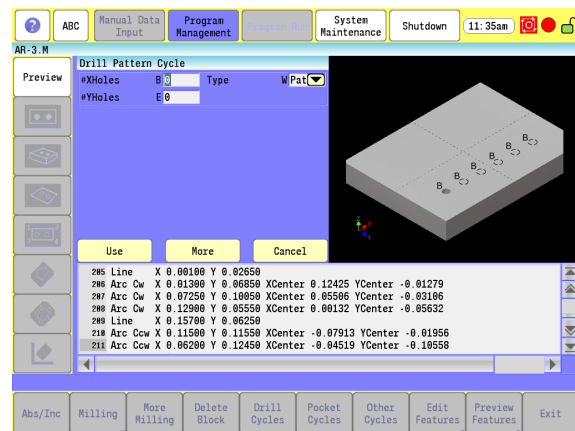 ?
ABC
Manual Data Input
Program Management
Program Run
System Maintenance
Shutdown
11:35am
AR-3.M
Preview
Drill Pattern Cycle
#XHoles B 0 Type W Pat
#YHoles E 0
B B B B B
Z X Y
Use More Cancel
205 Line X 0.00100 Y 0.02650
206 Arc Cw X 0.01300 Y 0.06850 XCenter 0.12425 YCenter -0.01279
207 Arc Cw X 0.07250 Y 0.10050 XCenter 0.05506 YCenter -0.03106
208 Arc Cw X 0.12900 Y 0.05550 XCenter 0.00132 YCenter -0.05632
209 Line X 0.15700 Y 0.06250
210 Arc Ccw X 0.11500 Y 0.11550 XCenter -0.07913 YCenter -0.01956
211 Arc Ccw X 0.06200 Y 0.12450 XCenter -0.04519 YCenter -0.10558
Abs/Inc
Milling
More Milling
Delete Block
Drill Cycles
Pocket Cycles
Other Cycles
Edit Features
Preview Features
Exit